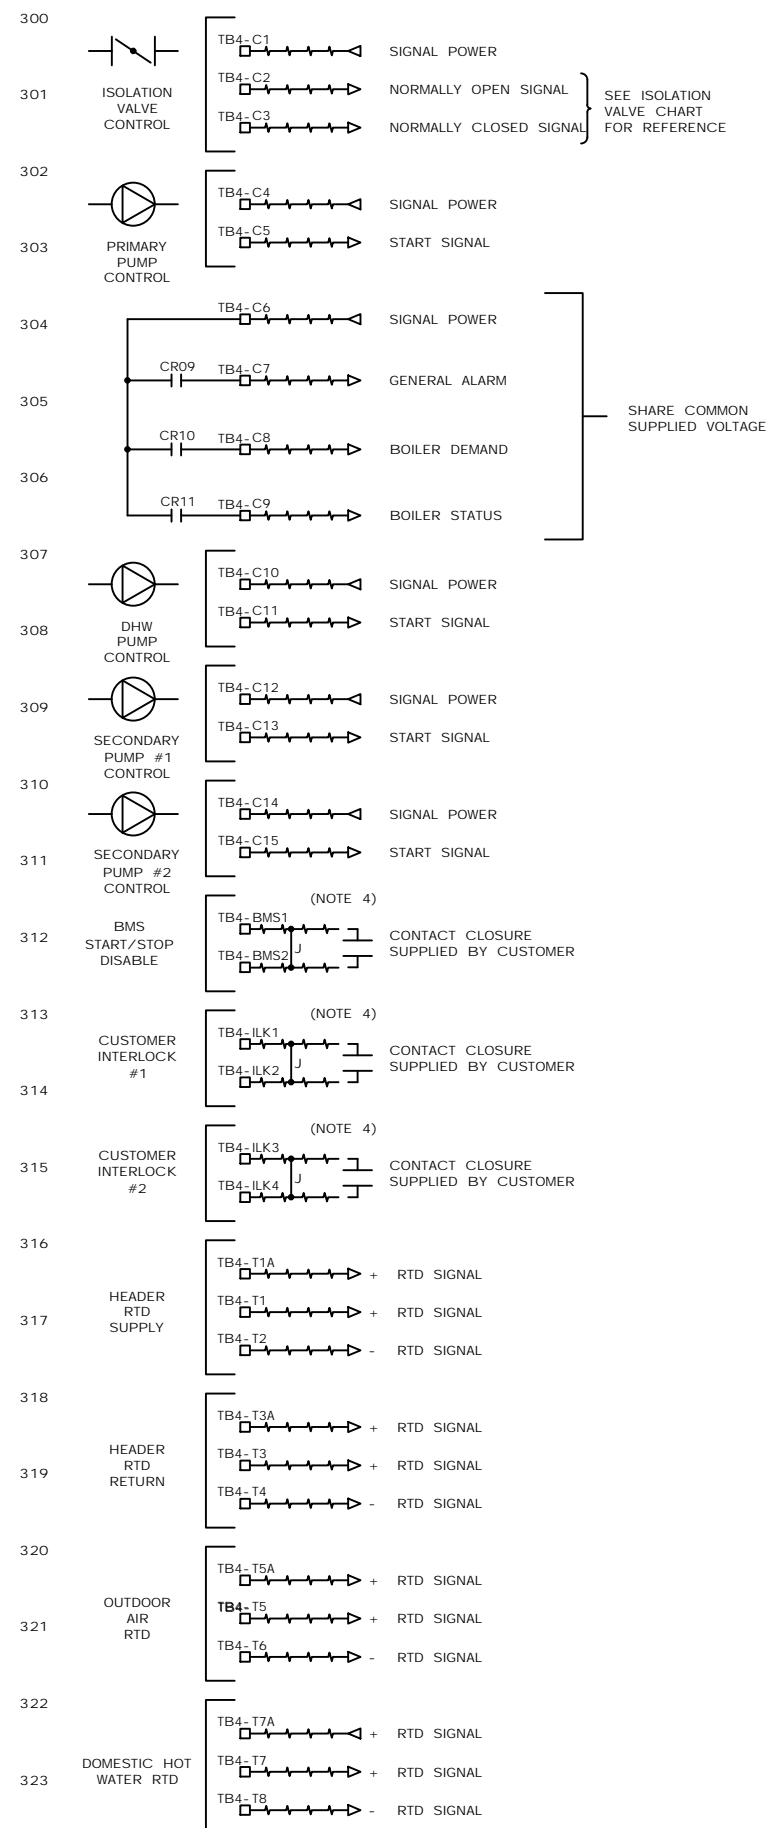 300
TB4-C1
SIGNAL POWER
301
ISOLATION
VALVE
CONTROL
TB4-C2
NORMALLY OPEN SIGNAL
TB4-C3
NORMALLY CLOSED SIGNAL
SEE ISOLATION
VALVE CHART
FOR REFERENCE
302
TB4-C4
SIGNAL POWER
303
PRIMARY
PUMP
CONTROL
TB4-C5
START SIGNAL
304
TB4-C6
SIGNAL POWER
CR09
TB4-C7
GENERAL ALARM
305
SHARE COMMON
SUPPLIED VOLTAGE
CR10
TB4-C8
BOILER DEMAND
306
CR11
TB4-C9
BOILER STATUS
307
TB4-C10
SIGNAL POWER
308
DHW
PUMP
CONTROL
TB4-C11
START SIGNAL
309
TB4-C12
SIGNAL POWER
SECONDARY
PUMP #1
CONTROL
TB4-C13
START SIGNAL
310
TB4-C14
SIGNAL POWER
311
SECONDARY
PUMP #2
CONTROL
TB4-C15
START SIGNAL
312
BMS
START/STOP
DISABLE
(NOTE 4)
TB4-BMS1
TB4-BMS2
J
CONTACT CLOSURE
SUPPLIED BY CUSTOMER
313
CUSTOMER
INTERLOCK
#1
(NOTE 4)
TB4-ILK1
TB4-ILK2
J
CONTACT CLOSURE
SUPPLIED BY CUSTOMER
314
315
CUSTOMER
INTERLOCK
#2
(NOTE 4)
TB4-ILK3
TB4-ILK4
J
CONTACT CLOSURE
SUPPLIED BY CUSTOMER
316
HEADER
RTD
SUPPLY
TB4-T1A
+ RTD SIGNAL
317
TB4-T1
+ RTD SIGNAL
TB4-T2
- RTD SIGNAL
318
HEADER
RTD
RETURN
TB4-T3A
+ RTD SIGNAL
319
TB4-T3
+ RTD SIGNAL
TB4-T4
- RTD SIGNAL
320
OUTDOOR
AIR
RTD
TB4-T5A
+ RTD SIGNAL
321
TB4-T5
+ RTD SIGNAL
TB4-T6
- RTD SIGNAL
322
TB4-T7A
+ RTD SIGNAL
323
DOMESTIC HOT
WATER RTD
TB4-T7
+ RTD SIGNAL
TB4-T8
- RTD SIGNAL